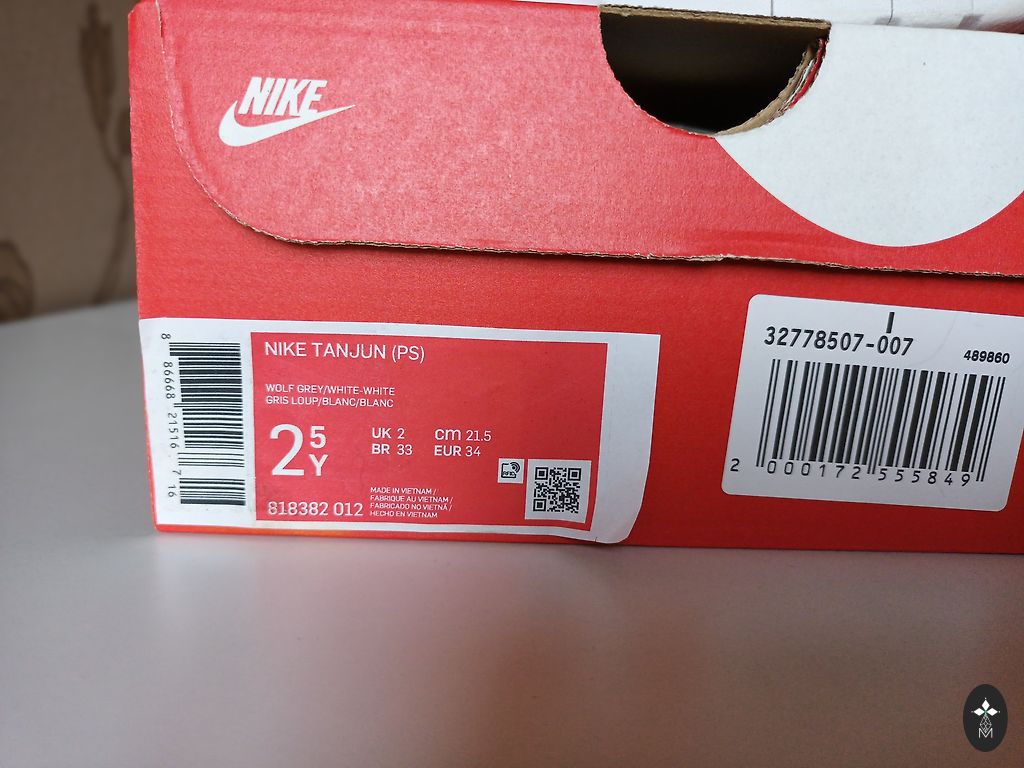 NIKE
8 86668 21516 7 16
NIKE TANJUN (PS)
WOLF GREY/WHITE-WHITE
GRIS LOUP/BLANC/BLANC
2 5Y
UK 2 cm 21.5
BR 33 EUR 34
RFID
818382 012
MADE IN VIETNAM /
FABRIQUE AU VIETNAM /
FABRICADO NO VIETNÃ /
HECHO EN VIETNAM
I
32778507-007
489860
2 000172 555849
M